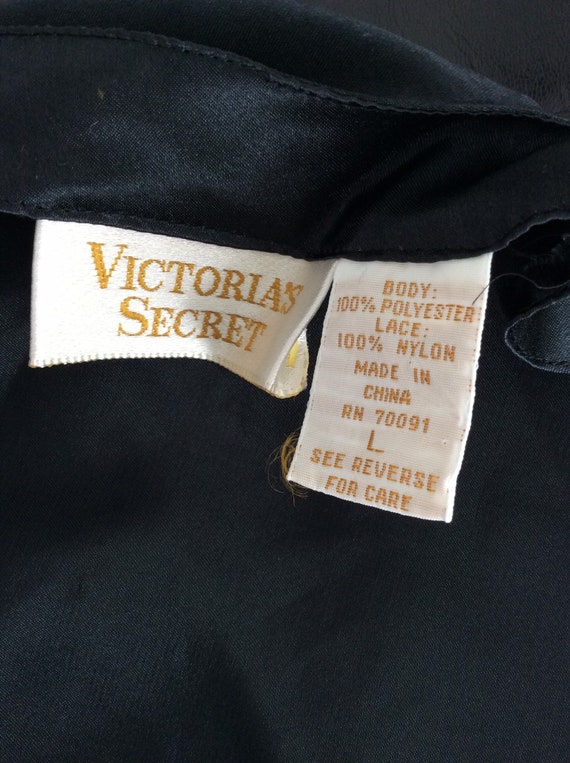 VICTORIA'S
SECRET
BODY:
100% POLYESTER
LACE:
100% NYLON
MADE IN
CHINA
RN 70091
L
SEE REVERSE
FOR CARE